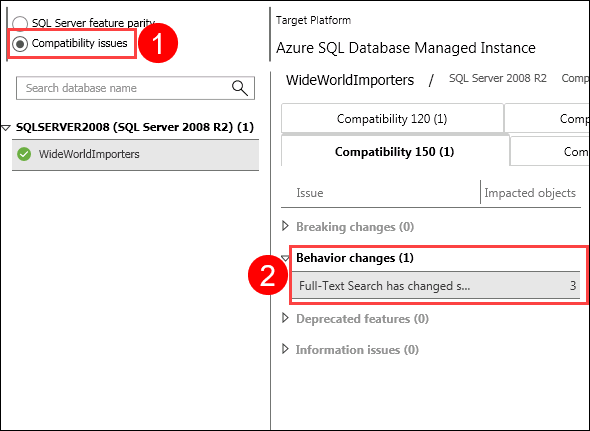 SQL Server feature parity
Compatibility issues
1
Search database name
SQLSERVER2008 (SQL Server 2008 R2) (1)
WideWorldImporters
Target Platform
Azure SQL Database Managed Instance
WideWorldImporters / SQL Server 2008 R2 Comp
Compatibility 120 (1) Comp
Compatibility 150 (1) Com
Issue Impacted objects
Breaking changes (0)
2
Behavior changes (1)
Full-Text Search has changed s... 3
Deprecated features (0)
Information issues (0)